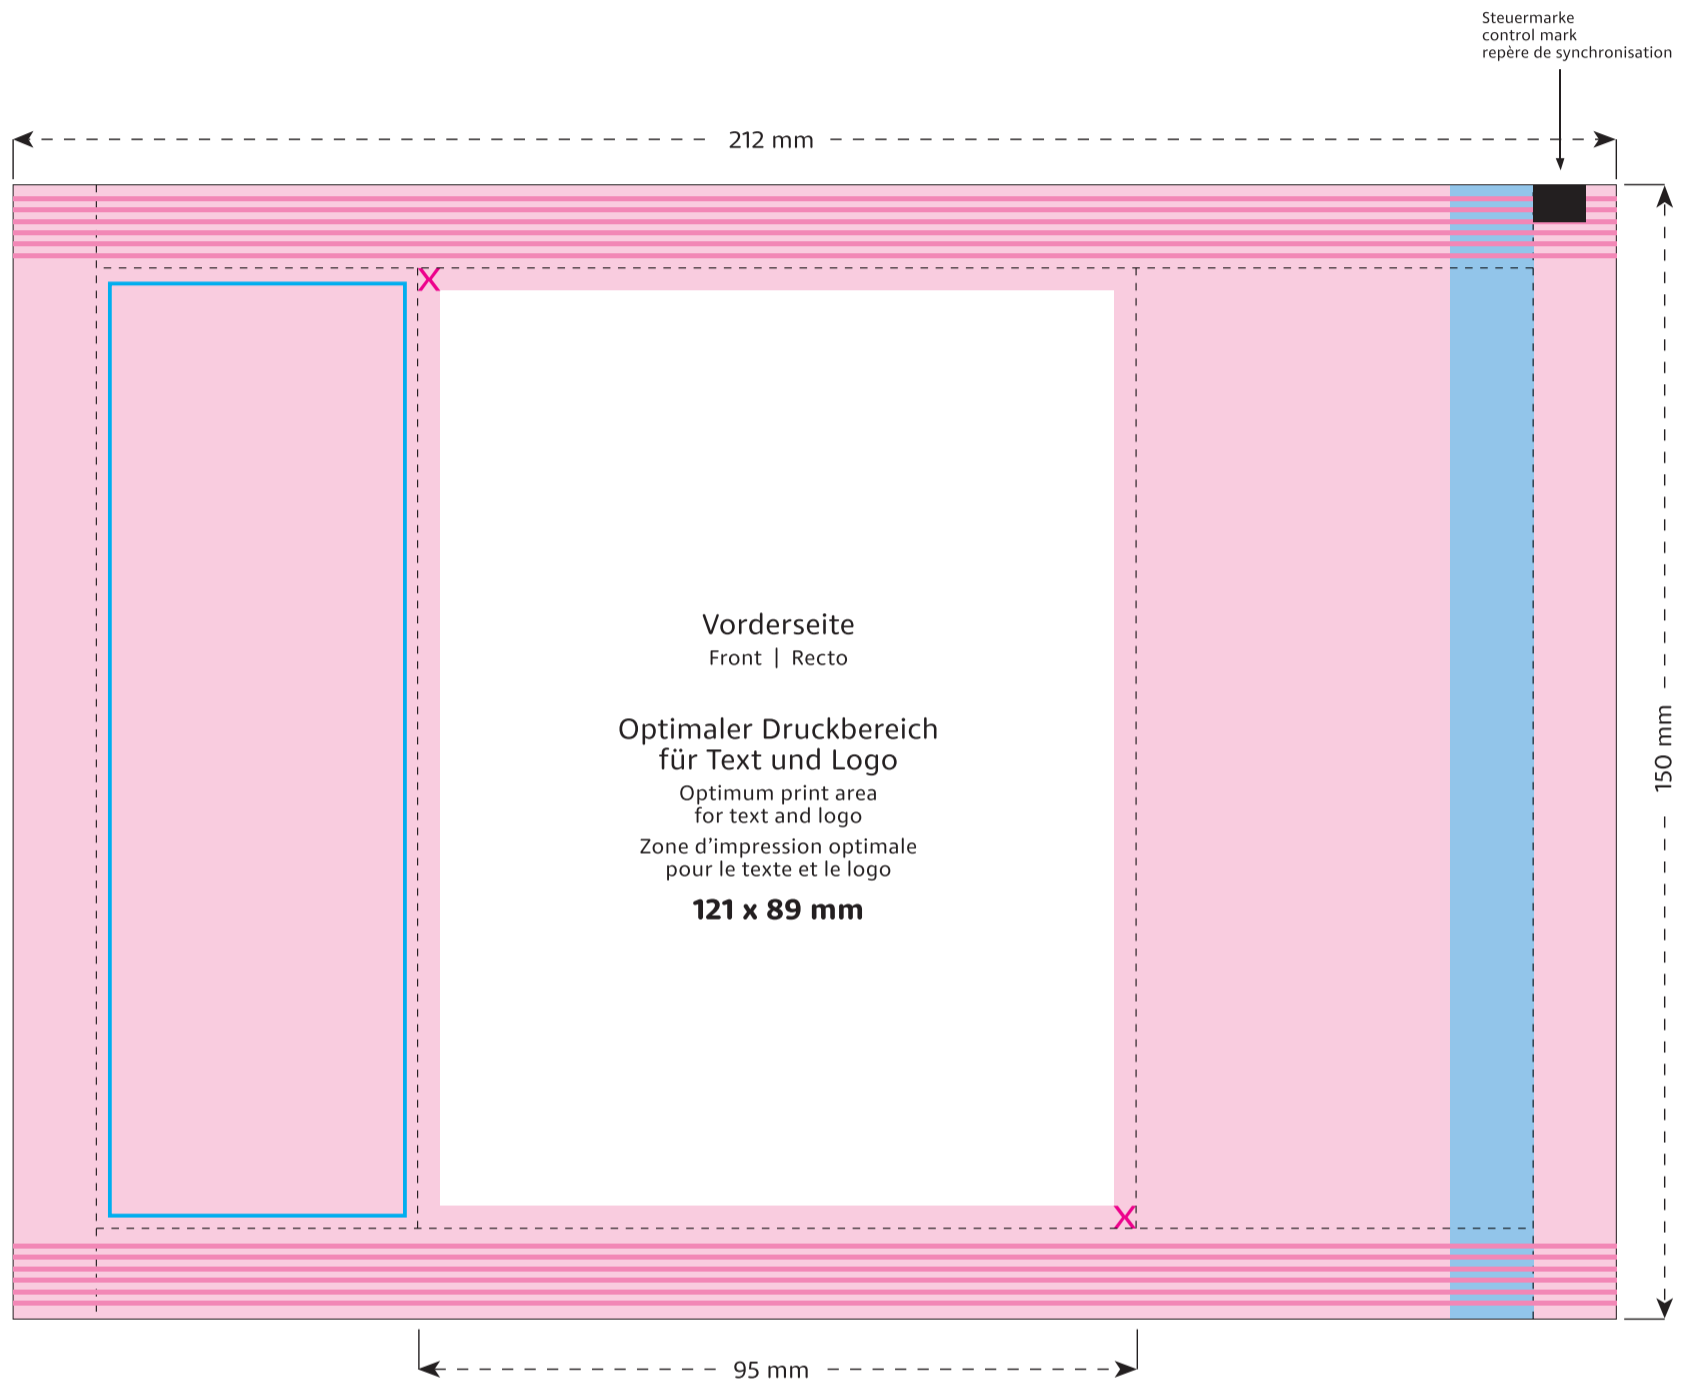 Steuermarke
control mark
repère de synchronisation
212 mm
Vorderseite
Front | Recto
Optimaler Druckbereich
für Text und Logo
Optimum print area
for text and logo
Zone d’impression optimale
pour le texte et le logo
121 x 89 mm
150 mm
95 mm